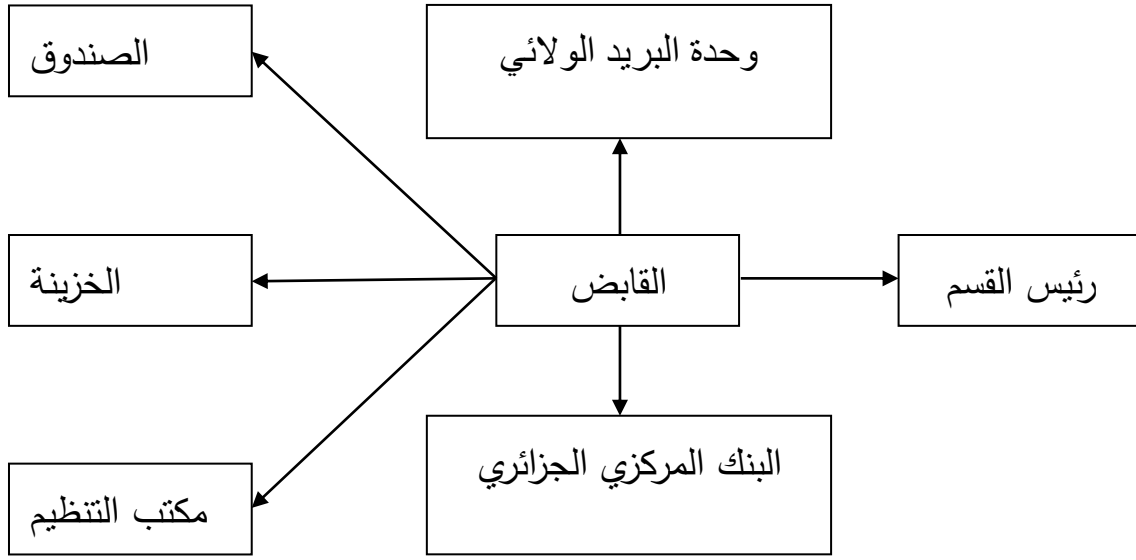 وحدة البريد الولائي
الصندوق
رئيس القسم
القابض
الخزينة
البنك المركزي الجزائري
مكتب التنظيم